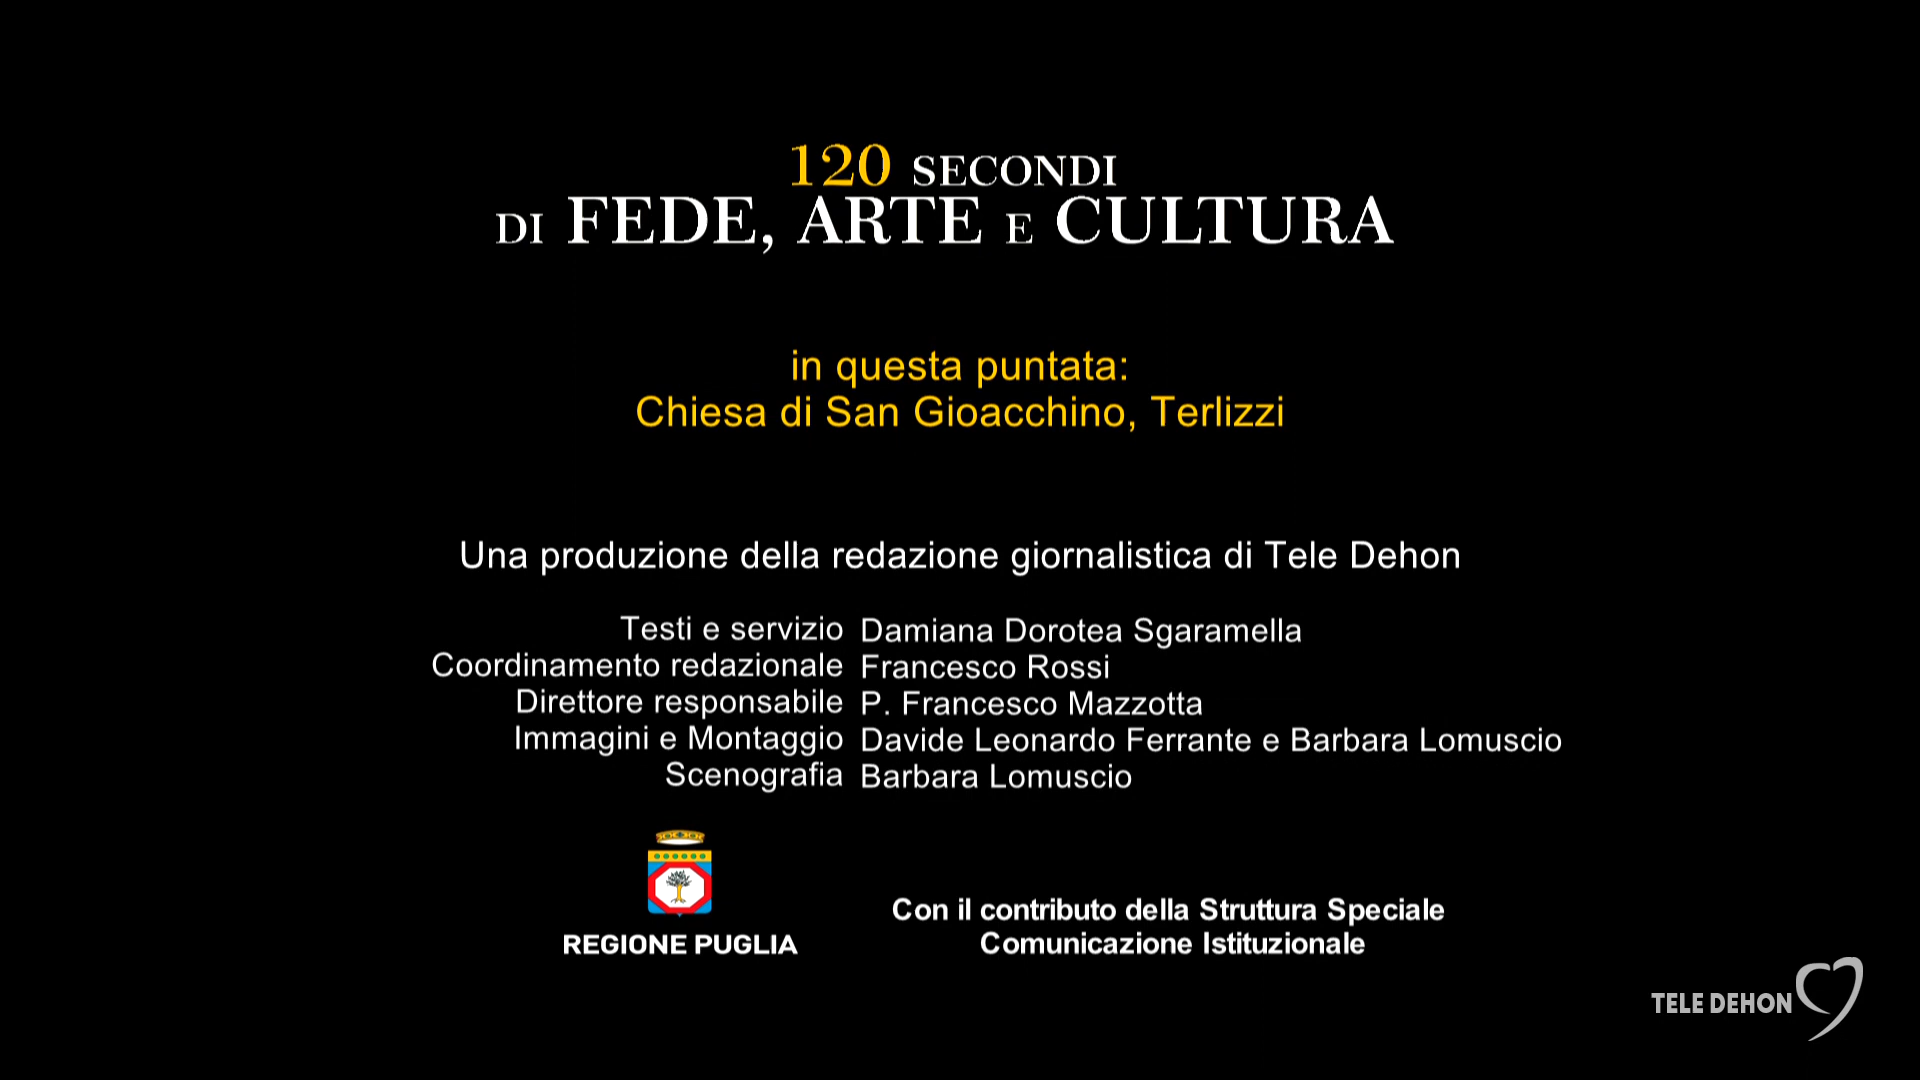 120 SECONDI
DI FEDE, ARTE E CULTURA
in questa puntata:
Chiesa di San Gioacchino, Terlizzi
Una produzione della redazione giornalistica di Tele Dehon
Testi e servizio Damiana Dorotea Sgaramella
Coordinamento redazionale Francesco Rossi
Direttore responsabile P. Francesco Mazzotta
Immagini e Montaggio Davide Leonardo Ferrante e Barbara Lomuscio
Scenografia Barbara Lomuscio
REGIONE PUGLIA
Con il contributo della Struttura Speciale
Comunicazione Istituzionale
TELE DEHON